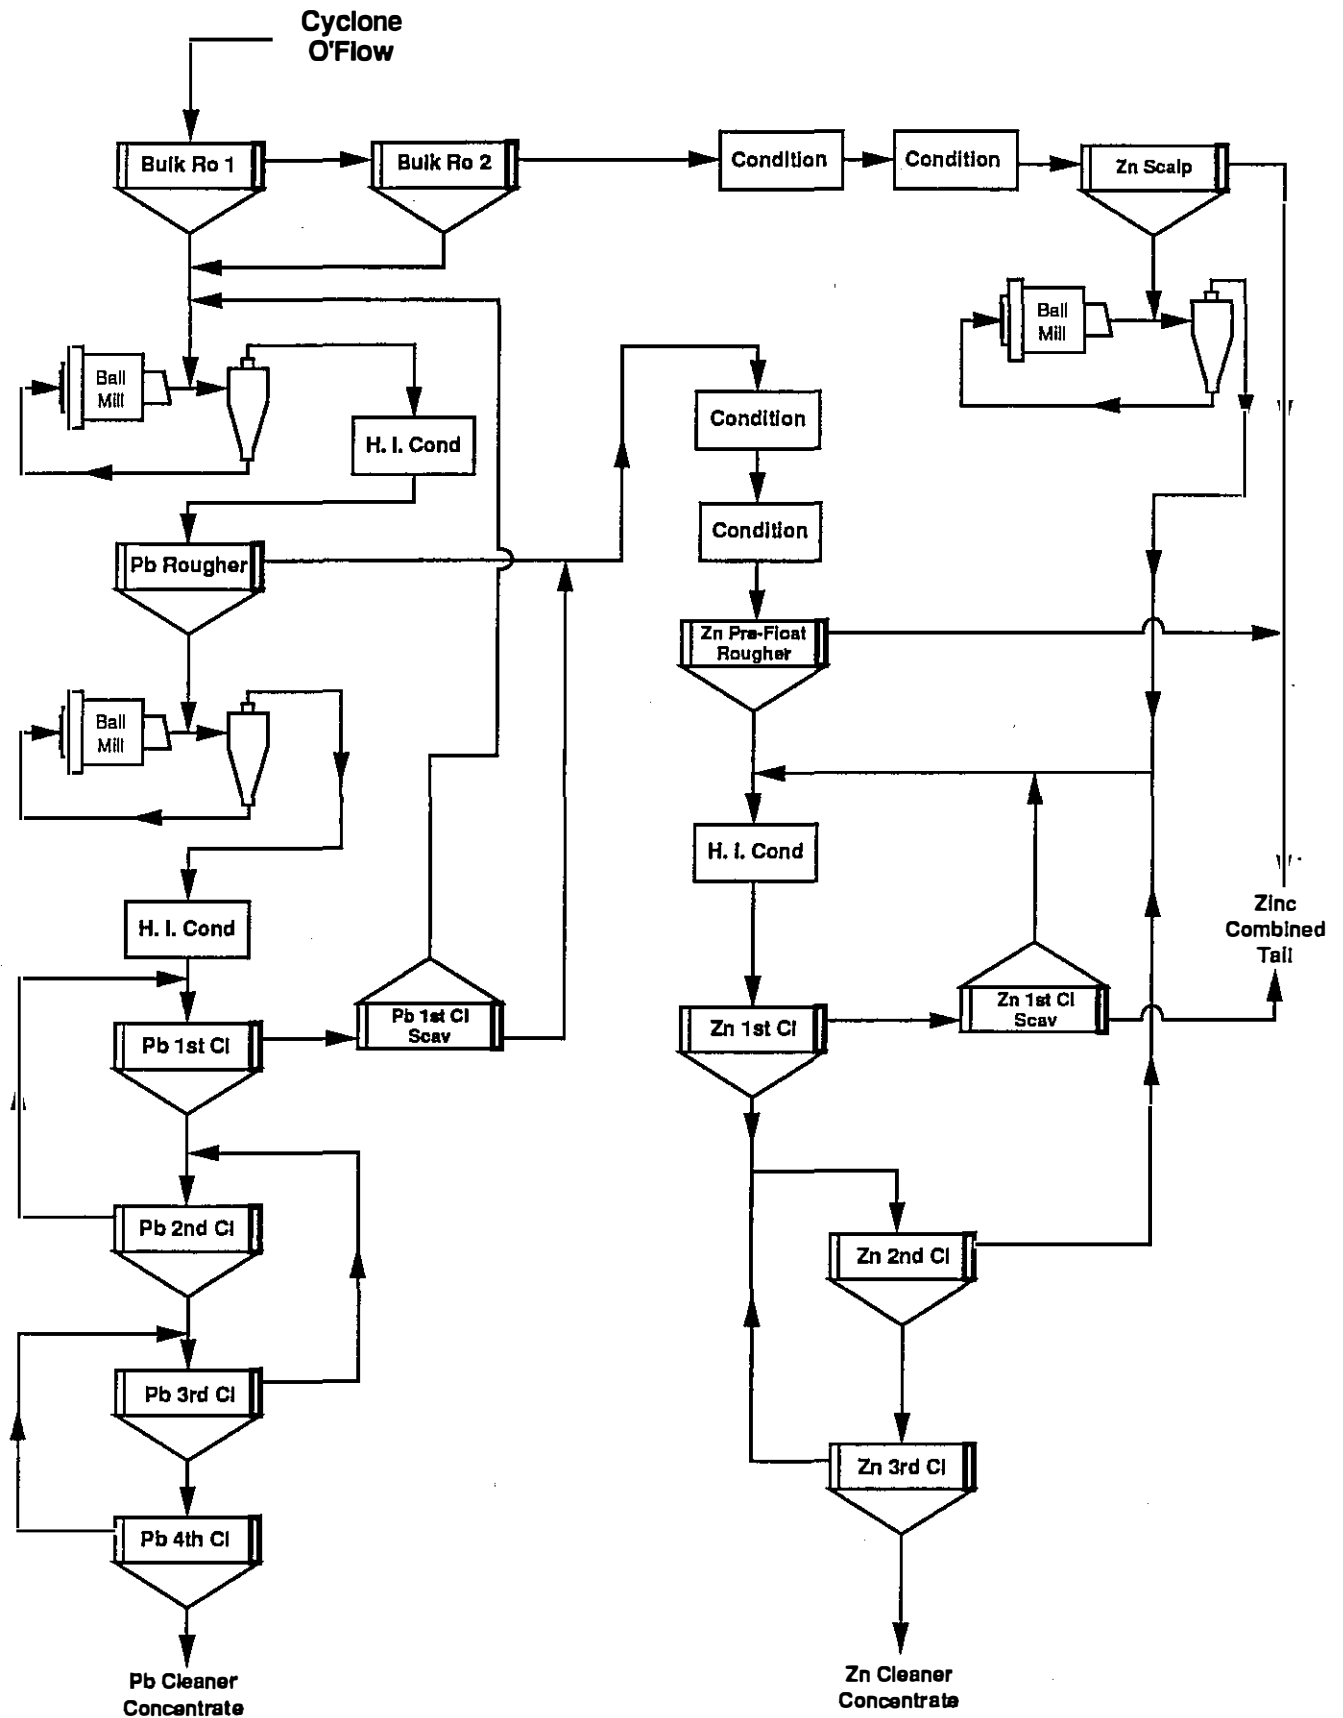 Cyclone
O'Flow
Bulk Ro 1
Bulk Ro 2
Condition
Condition
Zn Scalp
Ball
Mill
Ball
Mill
H. I. Cond
Condition
Condition
Pb Rougher
Zn Pre-Float
Rougher
Ball
Mill
H. I. Cond
H. I. Cond
Zinc
Combined
Tail
Pb 1st Cl
Pb 1st Cl
Scav
Zn 1st Cl
Zn 1st Cl
Scav
Pb 2nd Cl
Zn 2nd Cl
Pb 3rd Cl
Zn 3rd Cl
Pb 4th Cl
Pb Cleaner
Concentrate
Zn Cleaner
Concentrate